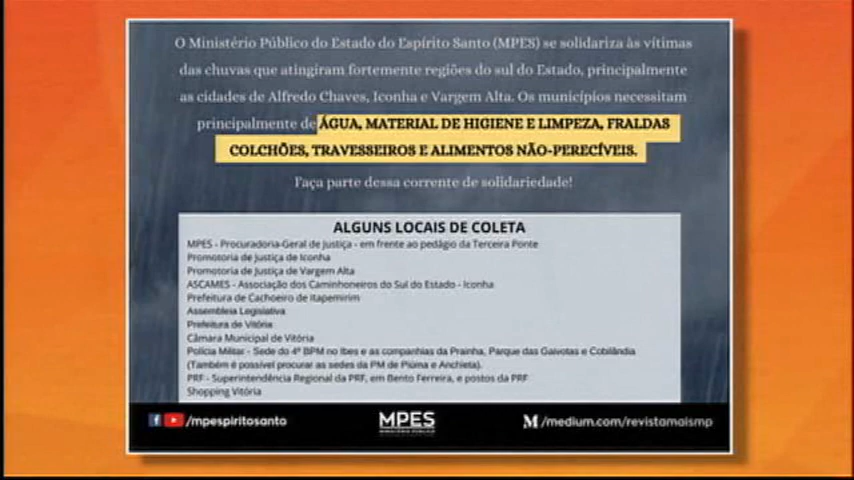 O Ministério Público do Estado do Espírito Santo (MPES) se solidariza às vítimas
das chuvas que atingiram fortemente regiões do sul do Estado, principalmente
as cidades de Alfredo Chaves, Iconha e Vargem Alta. Os municípios necessitam
principalmente de ÁGUA, MATERIAL DE HIGIENE E LIMPEZA, FRALDAS
COLCHÕES, TRAVESSEIROS E ALIMENTOS NÃO-PERECÍVEIS.
Faça parte dessa corrente de solidariedade!
ALGUNS LOCAIS DE COLETA
MPES - Procuradoria-Geral de Justiça - em frente ao pedágio da Terceira Ponte
Promotoria de Justiça de Iconha
Promotoria de Justiça de Vargem Alta
ASCAMES - Associação dos Caminhoneiros do Sul do Estado - Iconha
Prefeitura de Cachoeiro de Itapemirim
Assembleia Legislativa
Prefeitura de Vitória
Câmara Municipal de Vitória
Polícia Militar - Sede do 4º BPM no Ibes e as companhias da Prainha, Parque das Gaivotas e Cobilândia
(Também é possível procurar as sedes da PM de Piúma e Anchieta).
PRF - Superintendência Regional da PRF, em Bento Ferreira, e postos da PRF
Shopping Vitória
/mpespiritosanto
MPES
MINISTÉRIO PÚBLICO
/medium.com/revistamaismp